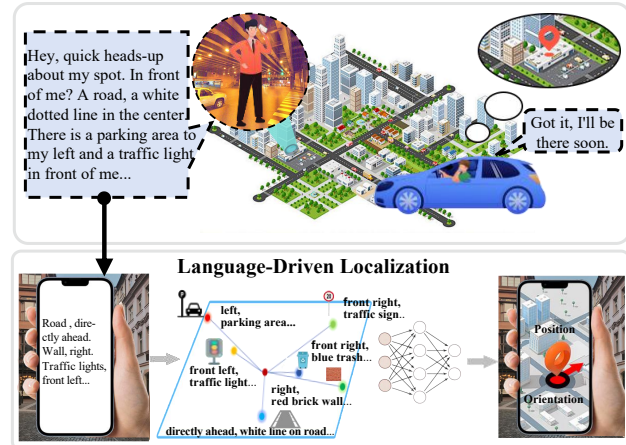 Hey, quick heads-up
about my spot. In front
of me? A road, a white
dotted line in the center.
There is a parking area to
my left and a traffic light
in front of me...
Got it, I'll be
there soon.
Language-Driven Localization
Road , dire-
ctly ahead.
Wall, right.
Traffic lights,
front left...
P
left,
parking area...
20
front right,
traffic sign..
front left,
traffic light...
front right,
blue trash...
right,
red brick wall...
directly ahead, white line on road...
Position
Orientation